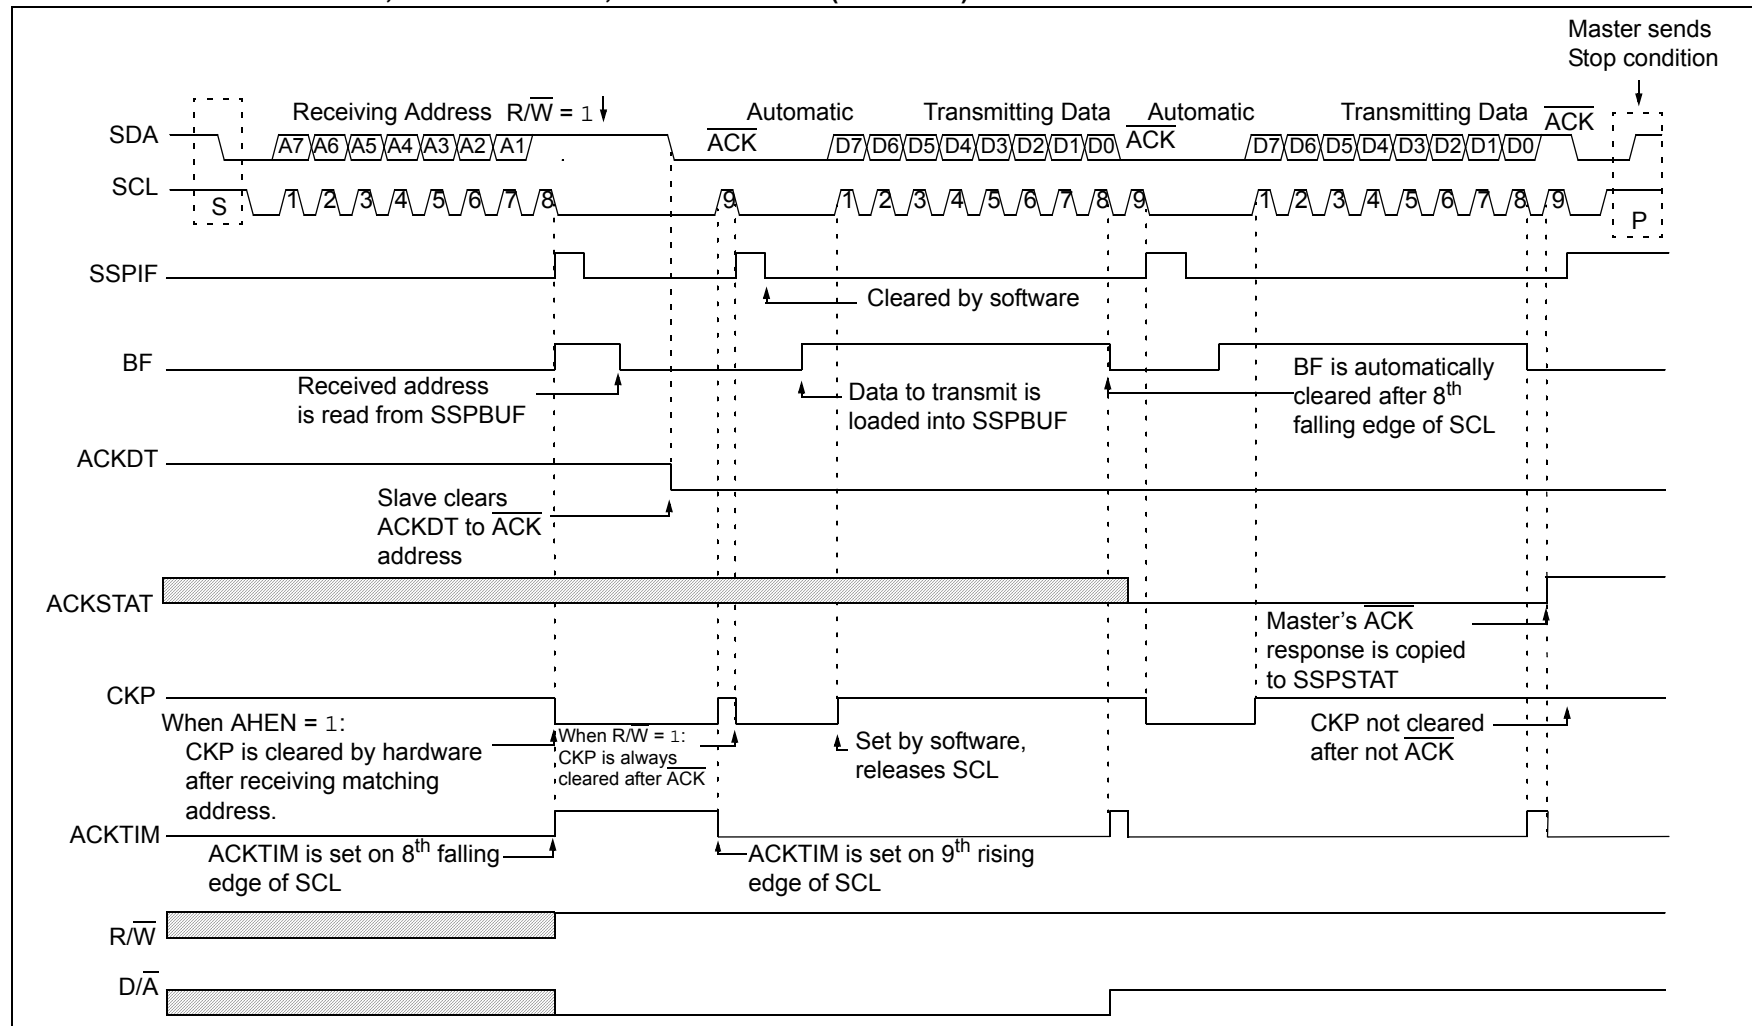 Master sends
Stop condition
Receiving Address R/W = 1
Automatic
Transmitting Data
Automatic
Transmitting Data
ACK
SDA
A7 A6 A5 A4 A3 A2 A1
ACK
D7 D6 D5 D4 D3 D2 D1 D0
ACK
D7 D6 D5 D4 D3 D2 D1 D0
SCL
S
1 2 3 4 5 6 7 8
9
1 2 3 4 5 6 7 8 9
1 2 3 4 5 6 7 8 9
P
SSPIF
Cleared by software
BF
Received address
is read from SSPBUF
Data to transmit is
loaded into SSPBUF
BF is automatically
cleared after 8th
falling edge of SCL
ACKDT
Slave clears
ACKDT to ACK
address
ACKSTAT
Master's ACK
response is copied
to SSPSTAT
CKP
When AHEN = 1:
CKP is cleared by hardware
after receiving matching
address.
When R/W = 1:
CKP is always
cleared after ACK
Set by software,
releases SCL
CKP not cleared
after not ACK
ACKTIM
ACKTIM is set on 8th falling
edge of SCL
ACKTIM is set on 9th rising
edge of SCL
R/W
D/A